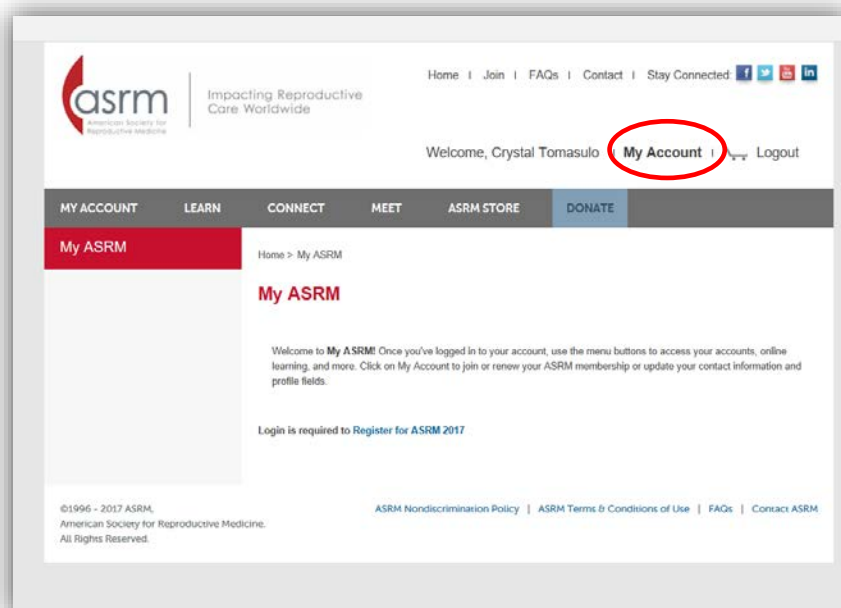 Home | Join | FAQs | Contact | Stay Connected:
asrm
American Society for
Reproductive Medicine
Impacting Reproductive
Care Worldwide
Welcome, Crystal Tomasulo | My Account | Logout
MY ACCOUNT LEARN CONNECT MEET ASRM STORE DONATE
My ASRM
Home > My ASRM
My ASRM
Welcome to My ASRM! Once you've logged in to your account, use the menu buttons to access your accounts, online
learning, and more. Click on My Account to join or renew your ASRM membership or update your contact information and
profile fields.
Login is required to Register for ASRM 2017
©1996 - 2017 ASRM,
American Society for Reproductive Medicine.
All Rights Reserved.
ASRM Nondiscrimination Policy | ASRM Terms & Conditions of Use | FAQs | Contact ASRM